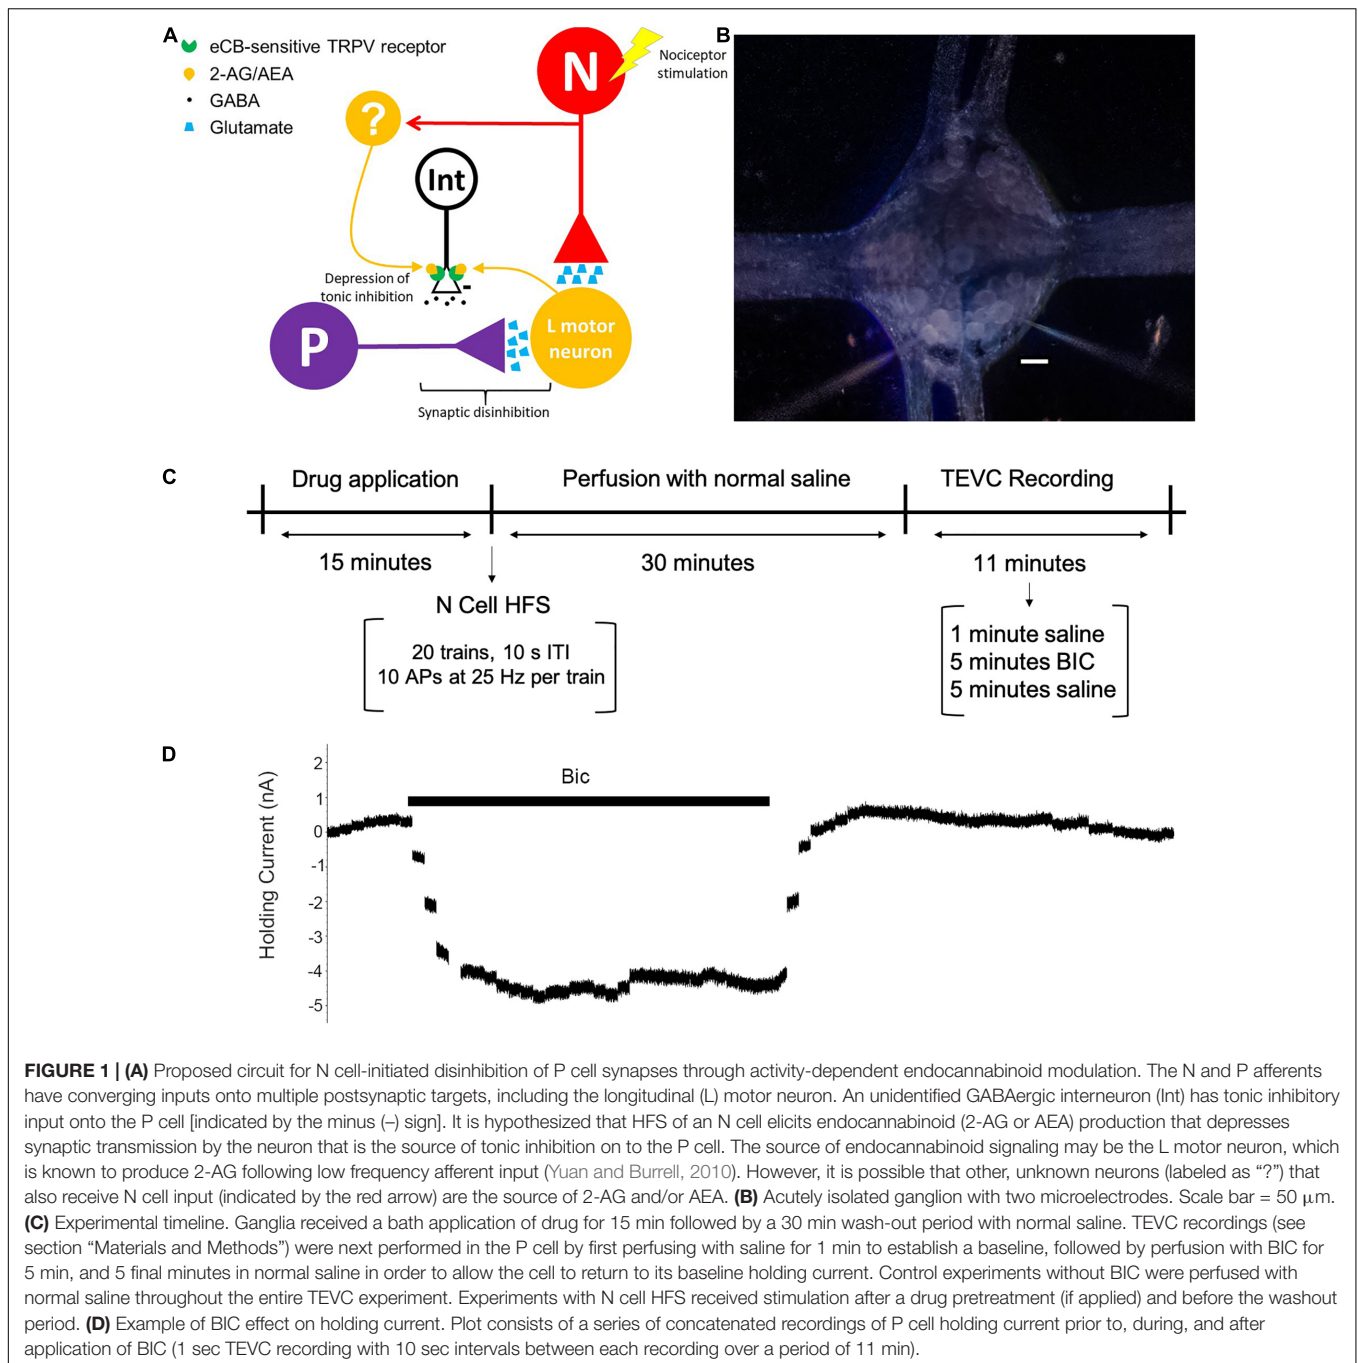 A
eCB-sensitive TRPV receptor
2-AG/AEA
GABA
Glutamate
N
Nociceptor
stimulation
?
Int
Depression of
tonic inhibition
-
P
L motor
neuron
Synaptic disinhibition
B
C
Drug application
Perfusion with normal saline
TEVC Recording
15 minutes
30 minutes
11 minutes
N Cell HFS
20 trains, 10 s ITI
10 APs at 25 Hz per train
1 minute saline
5 minutes BIC
5 minutes saline
D
Holding Current (nA)
2
1
0
-1
-2
-3
-4
-5
Bic
FIGURE 1 | (A) Proposed circuit for N cell-initiated disinhibition of P cell synapses through activity-dependent endocannabinoid modulation. The N and P afferents
have converging inputs onto multiple postsynaptic targets, including the longitudinal (L) motor neuron. An unidentified GABAergic interneuron (Int) has tonic inhibitory
input onto the P cell [indicated by the minus (–) sign]. It is hypothesized that HFS of an N cell elicits endocannabinoid (2-AG or AEA) production that depresses
synaptic transmission by the neuron that is the source of tonic inhibition on to the P cell. The source of endocannabinoid signaling may be the L motor neuron, which
is known to produce 2-AG following low frequency afferent input (Yuan and Burrell, 2010). However, it is possible that other, unknown neurons (labeled as “?”) that
also receive N cell input (indicated by the red arrow) are the source of 2-AG and/or AEA. (B) Acutely isolated ganglion with two microelectrodes. Scale bar = 50 μm.
(C) Experimental timeline. Ganglia received a bath application of drug for 15 min followed by a 30 min wash-out period with normal saline. TEVC recordings (see
section “Materials and Methods”) were next performed in the P cell by first perfusing with saline for 1 min to establish a baseline, followed by perfusion with BIC for
5 min, and 5 final minutes in normal saline in order to allow the cell to return to its baseline holding current. Control experiments without BIC were perfused with
normal saline throughout the entire TEVC experiment. Experiments with N cell HFS received stimulation after a drug pretreatment (if applied) and before the washout
period. (D) Example of BIC effect on holding current. Plot consists of a series of concatenated recordings of P cell holding current prior to, during, and after
application of BIC (1 sec TEVC recording with 10 sec intervals between each recording over a period of 11 min).